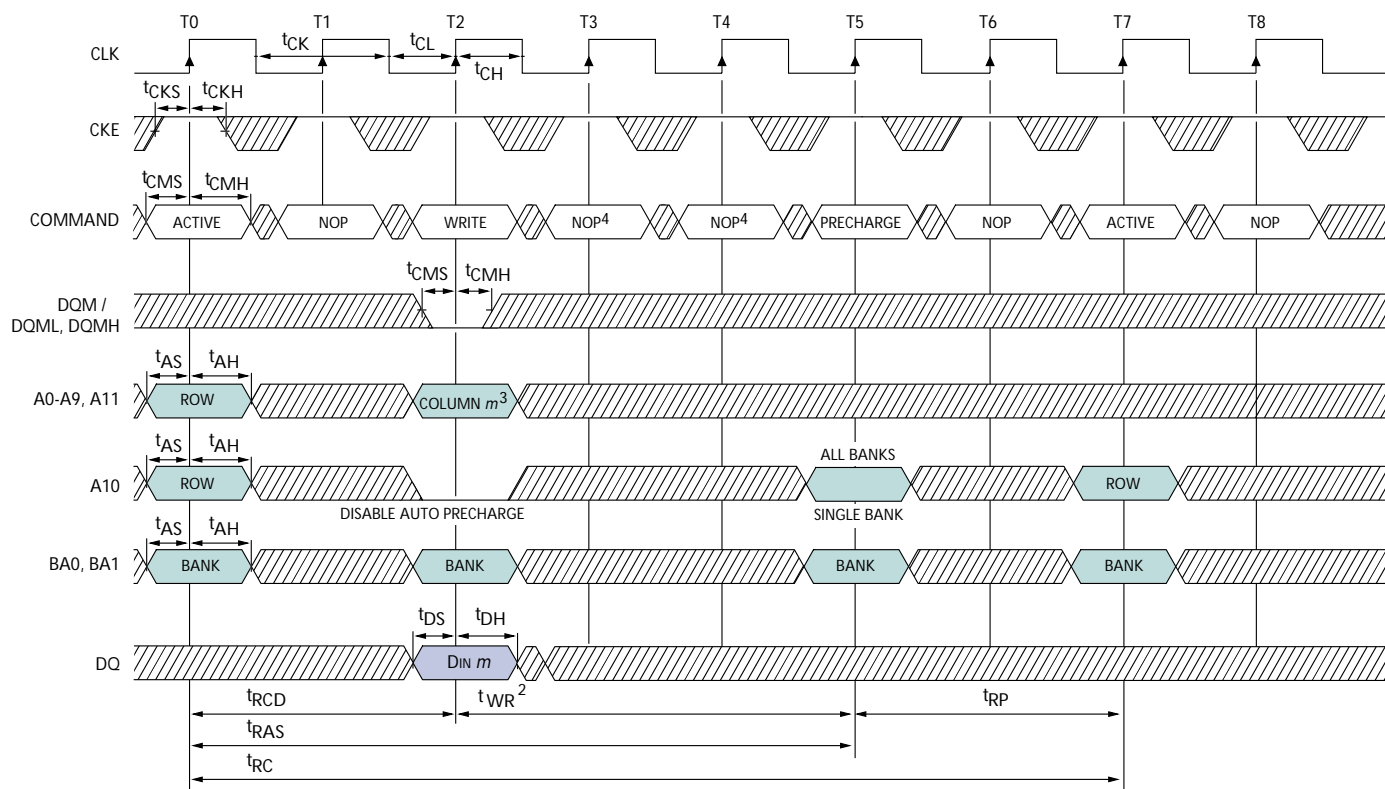 T0 T1 T2 T3 T4 T5 T6 T7 T8
CLK
tCK tCL
tCH
tCKS tCKH
CKE
tCMS tCMH
COMMAND ACTIVE NOP WRITE NOP4 NOP4 PRECHARGE NOP ACTIVE NOP
tCMS tCMH
DQM /
DQML, DQMH
tAS tAH
A0-A9, A11 ROW COLUMN m3
tAS tAH
ALL BANKS
A10 ROW ROW
DISABLE AUTO PRECHARGE SINGLE BANK
tAS tAH
BA0, BA1 BANK BANK BANK BANK
tDS tDH
DQ DIN m
tRCD tWR2 tRP
tRAS
tRC